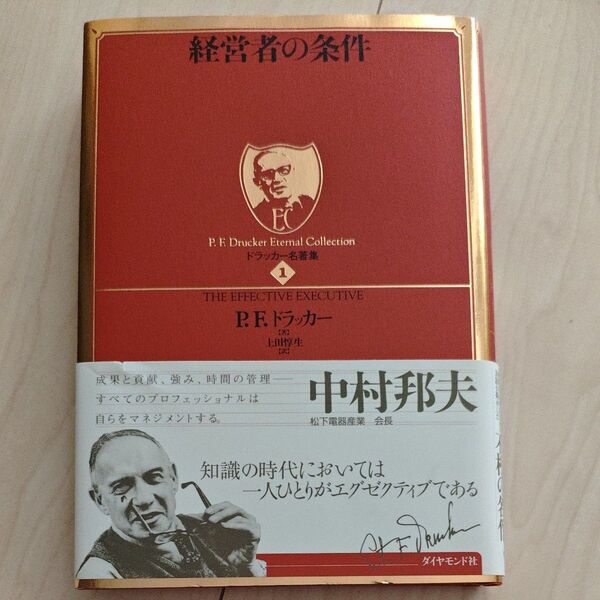 経営者の条件
EC
P. F. Drucker Eternal Collection
ドラッカー名著集
1
THE EFFECTIVE EXECUTIVE
P.F.ドラッカー
[著]
上田惇生
[訳]
成果と貢献、強み、時間の管理——
すべてのプロフェッショナルは
自らをマネジメントする。
中村邦夫
松下電器産業 会長
知識の時代においては
一人ひとりがエグゼクティブである
Peter F. Drucker
ダイヤモンド社